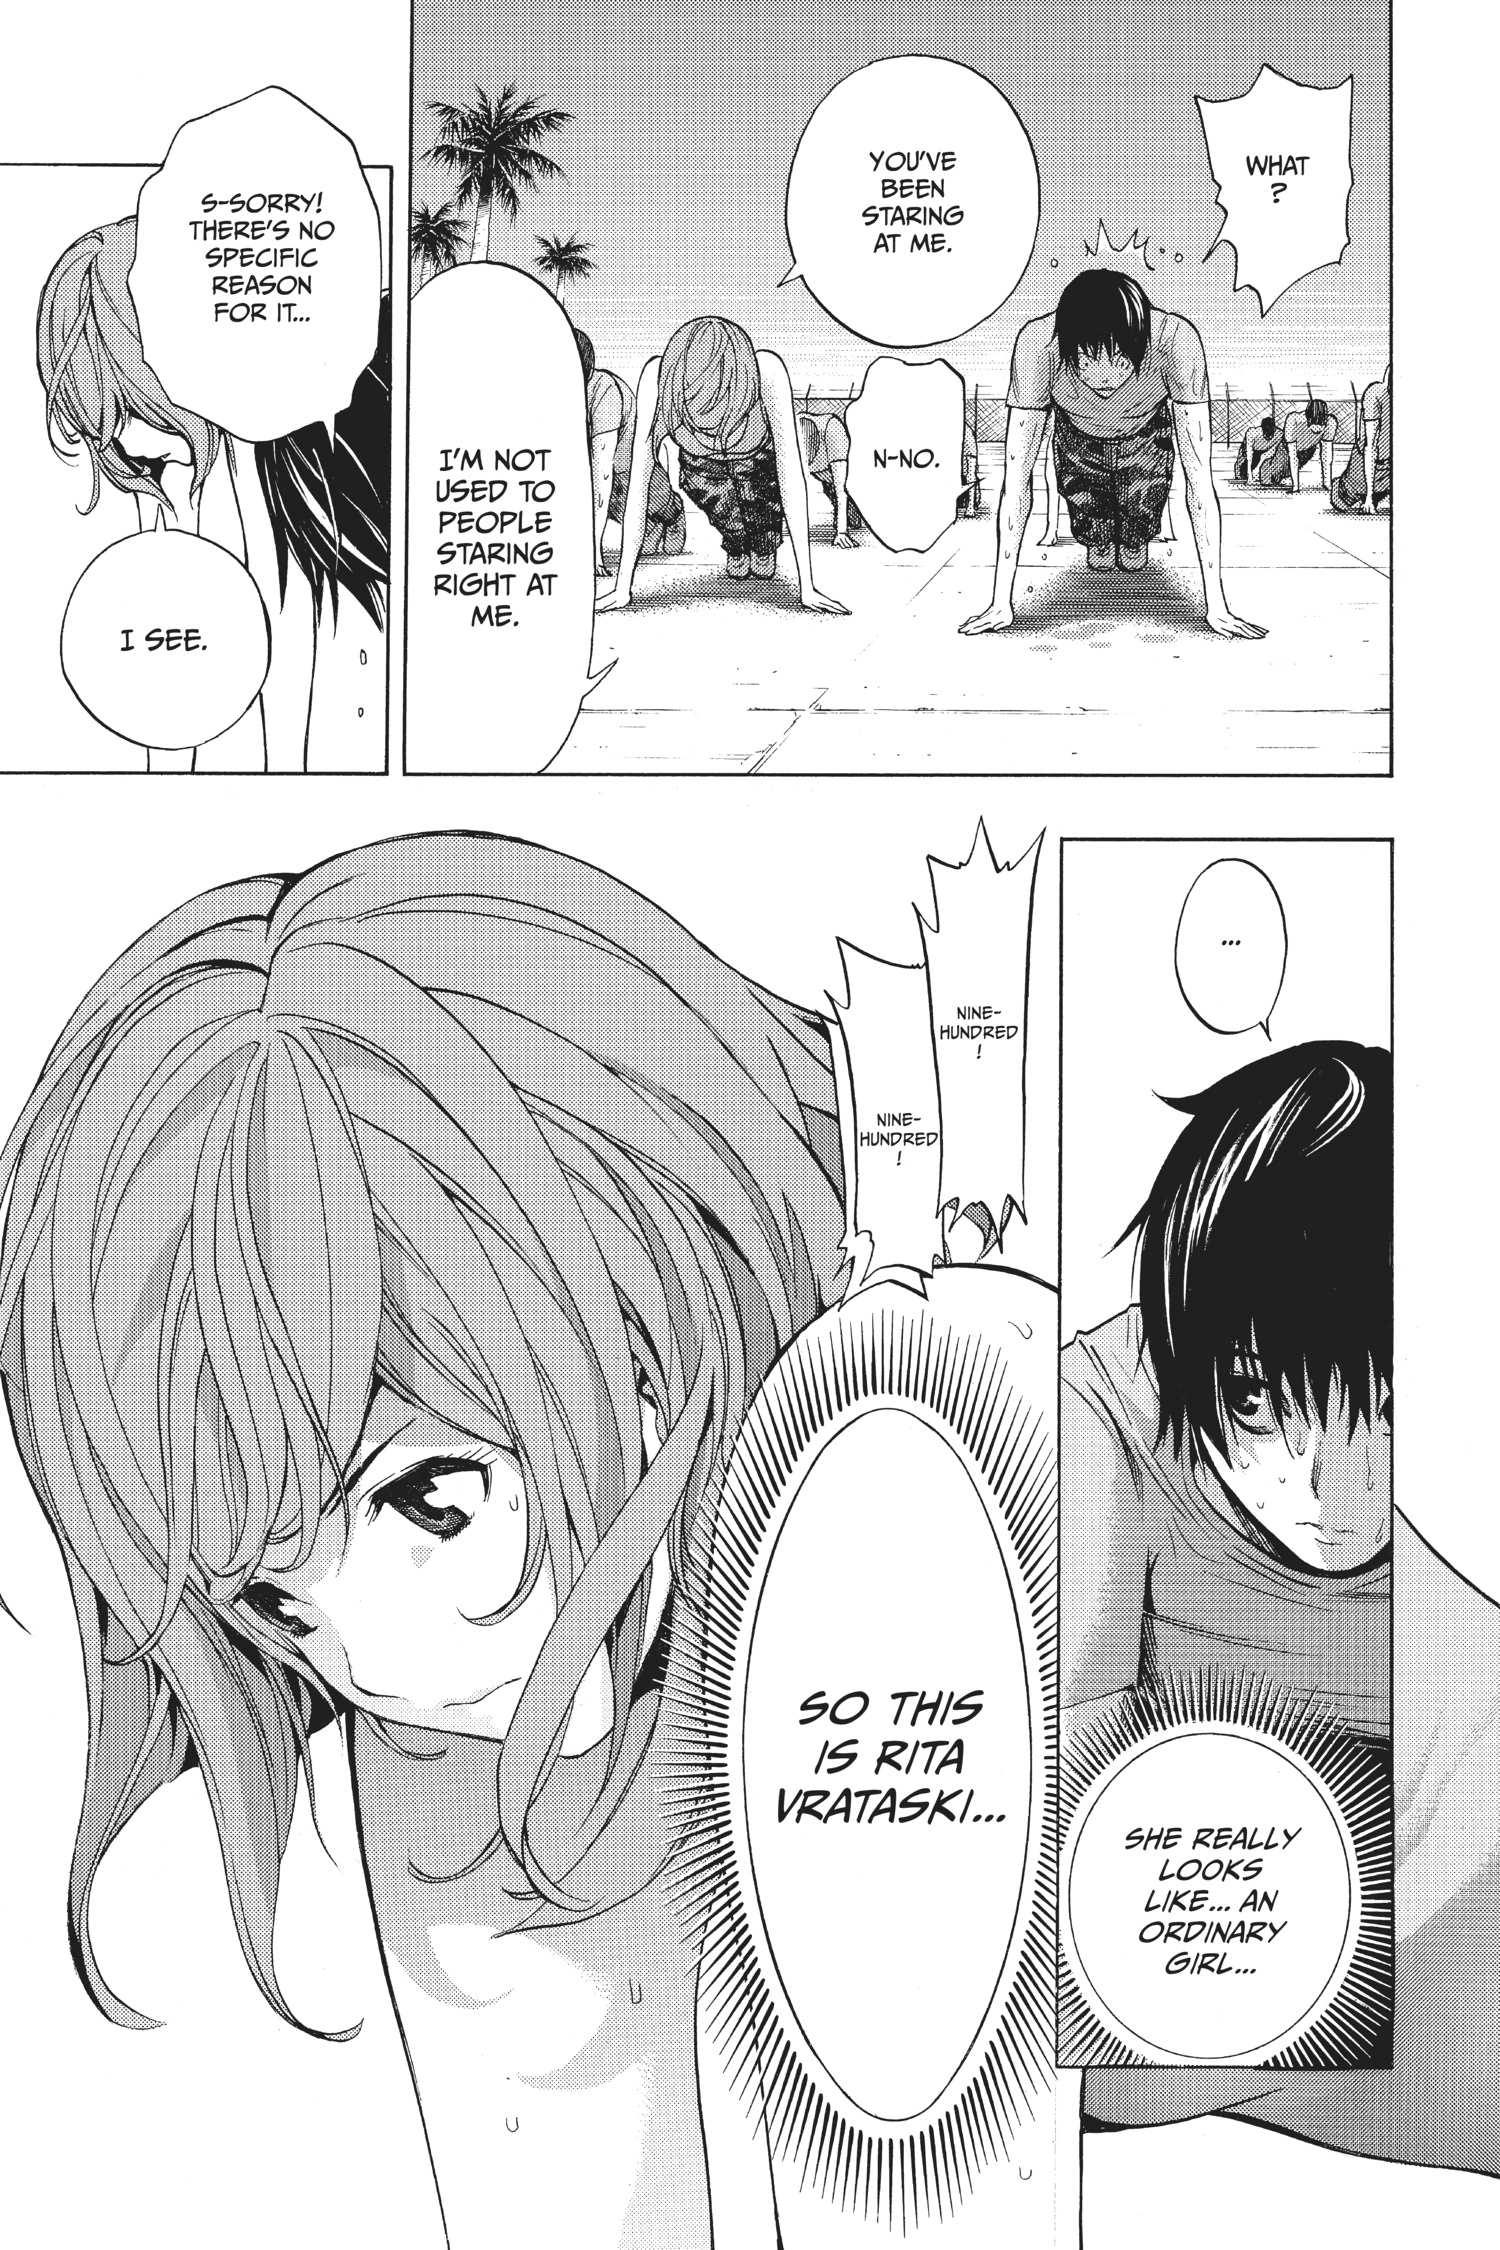 WHAT
?
YOU'VE
BEEN
STARING
AT ME.
N-NO.
I'M NOT
USED TO
PEOPLE
STARING
RIGHT AT
ME.
S-SORRY!
THERE'S NO
SPECIFIC
REASON
FOR IT...
I SEE.
...
SHE REALLY
LOOKS
LIKE... AN
ORDINARY
GIRL...
NINE-
HUNDRED
!
NINE-
HUNDRED
!
SO THIS
IS RITA
VRATASKI...